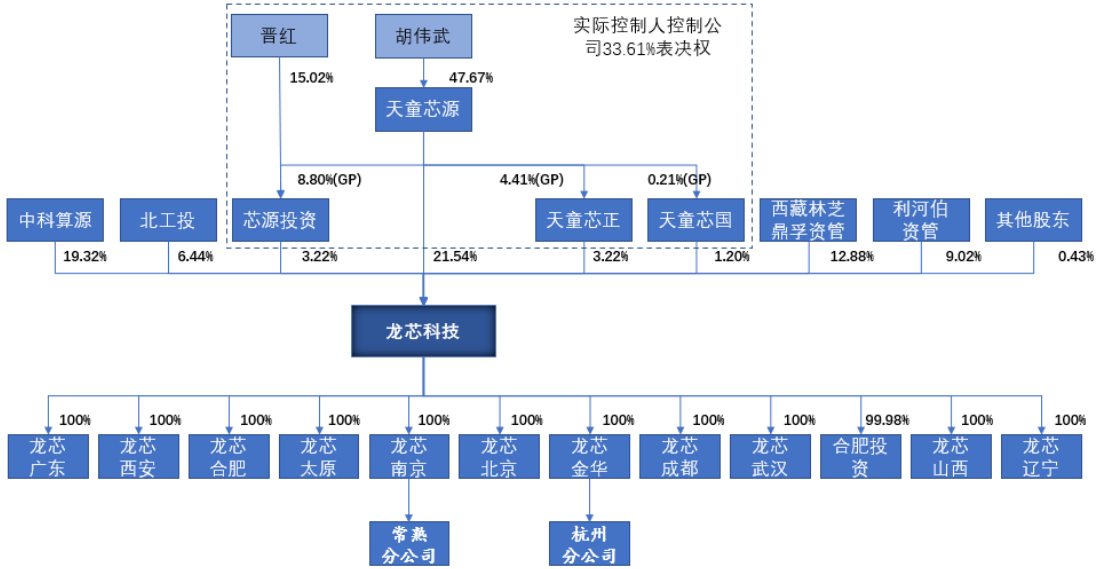 晋红
胡伟武
实际控制人控制公
司33.61%表决权
15.02%
47.67%
天童芯源
8.80%(GP)
4.41%(GP)
0.21%(GP)
中科算源
北工投
芯源投资
天童芯正
天童芯国
西藏林芝
鼎孚资管
利河伯
资管
其他股东
19.32%
6.44%
3.22%
21.54%
3.22%
1.20%
12.88%
9.02%
0.43%
龙芯科技
100%
100%
100%
100%
100%
100%
100%
100%
100%
99.98%
100%
100%
龙芯
广东
龙芯
西安
龙芯
合肥
龙芯
太原
龙芯
南京
龙芯
北京
龙芯
金华
龙芯
成都
龙芯
武汉
合肥投
资
龙芯
山西
龙芯
辽宁
常熟
分公司
杭州
分公司